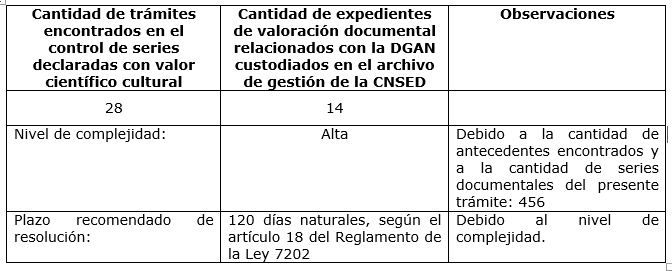 Cantidad de trámites
encontrados en el
control de series
declaradas con valor
científico cultural
Cantidad de expedientes
de valoración documental
relacionados con la DGAN
custodiados en el archivo
de gestión de la CNSED
Observaciones
28
14
Nivel de complejidad:
Alta
Debido a la cantidad de
antecedentes encontrados y
a la cantidad de series
documentales del presente
trámite: 456
Plazo recomendado de
resolución:
120 días naturales, según el
artículo 18 del Reglamento de
la Ley 7202
Debido al nivel de
complejidad.